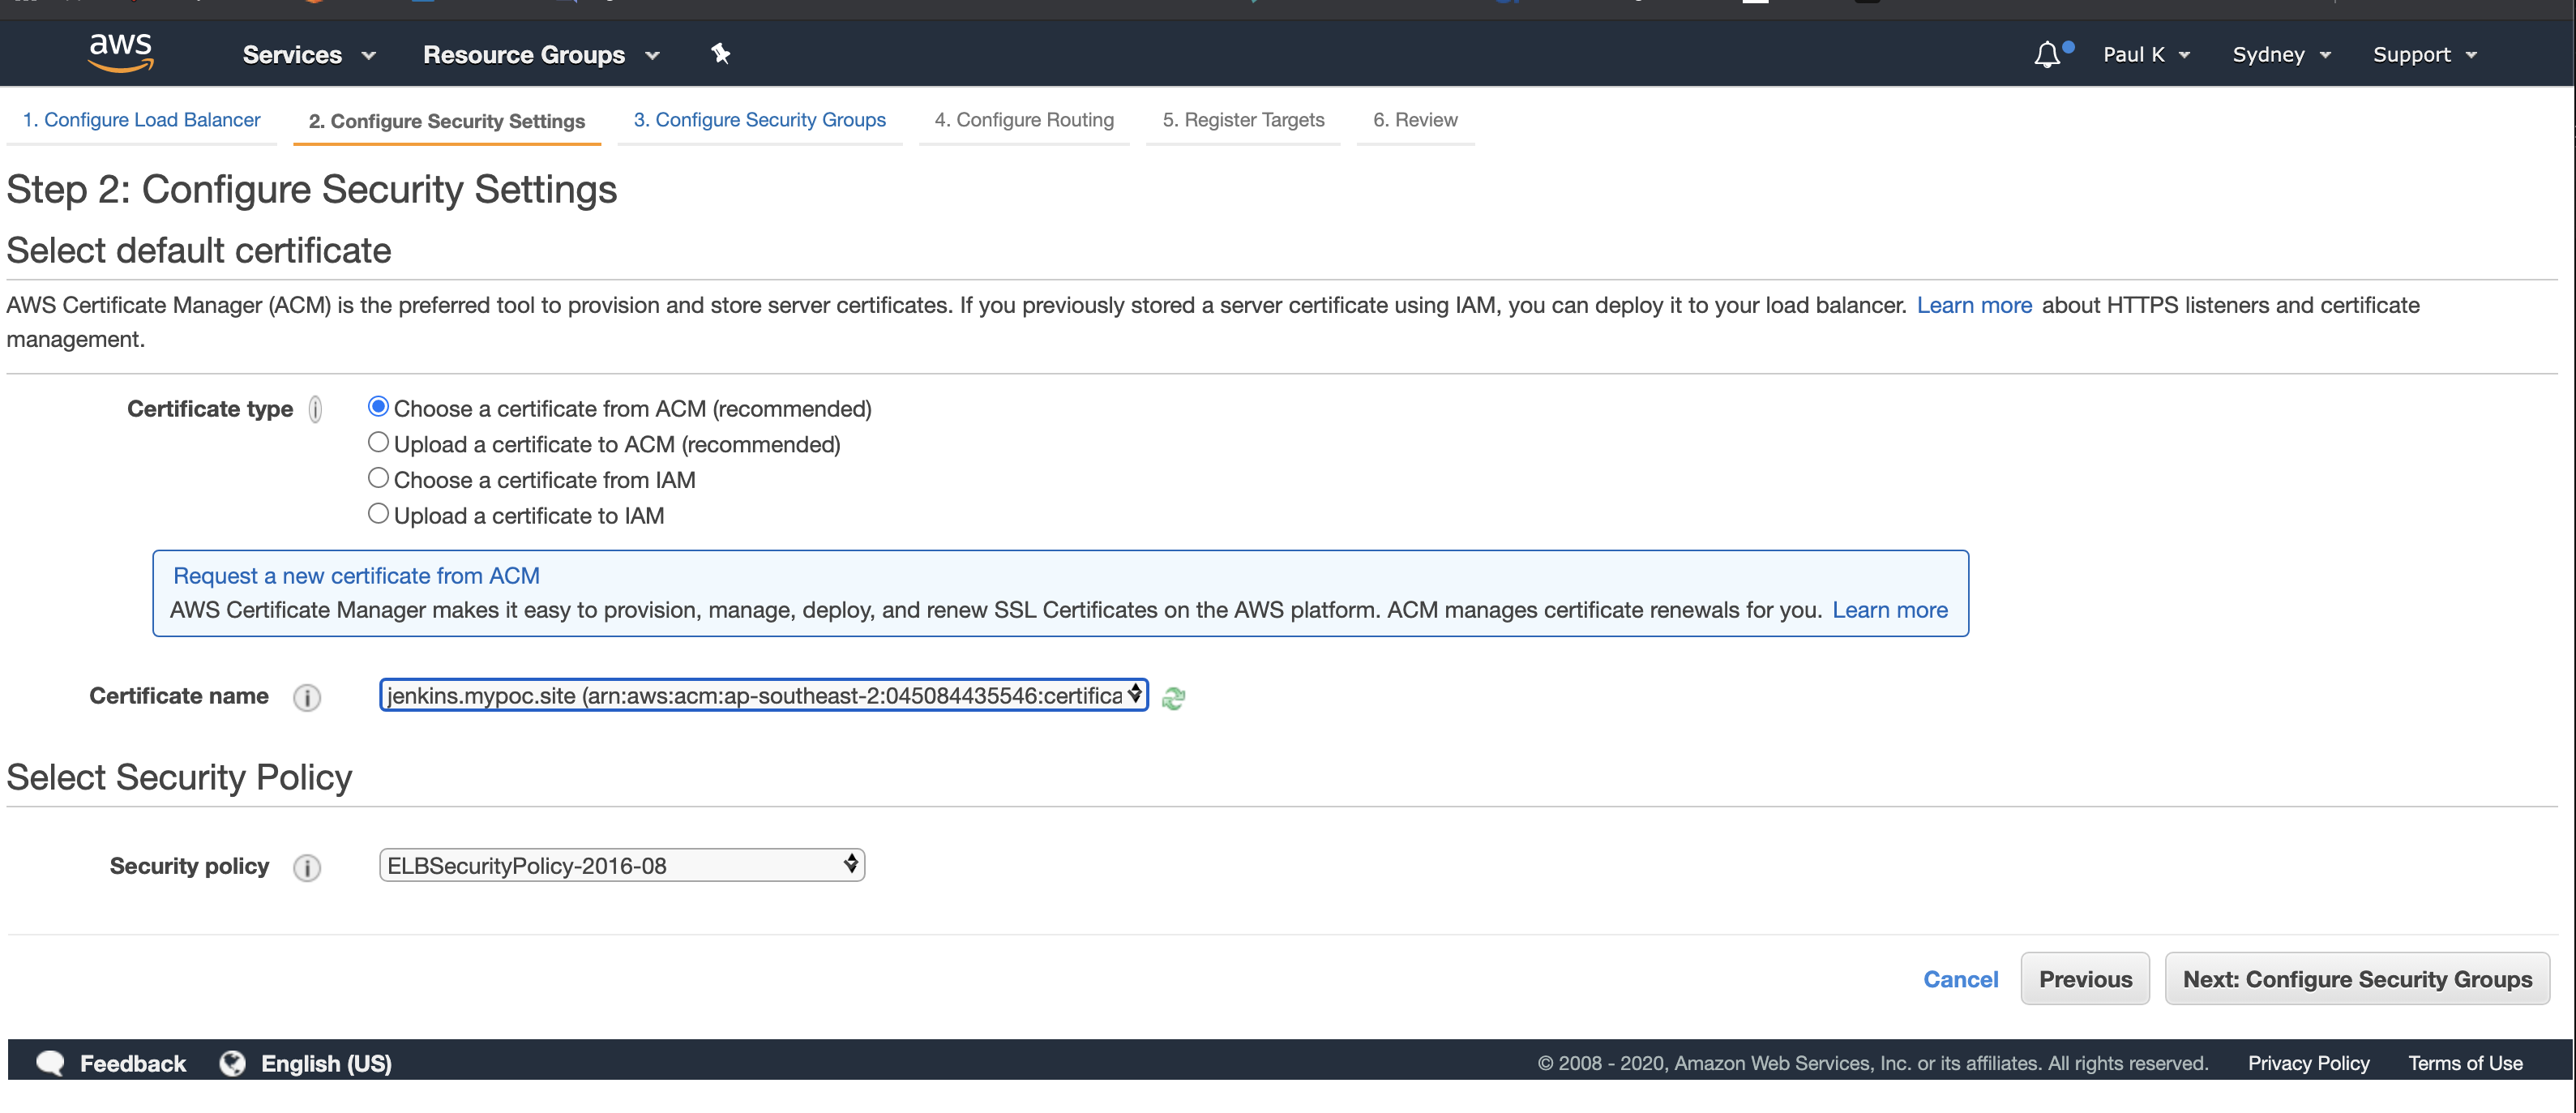 aws Services Resource Groups Paul K Sydney Support
1. Configure Load Balancer 2. Configure Security Settings 3. Configure Security Groups 4. Configure Routing 5. Register Targets 6. Review
Step 2: Configure Security Settings
Select default certificate
AWS Certificate Manager (ACM) is the preferred tool to provision and store server certificates. If you previously stored a server certificate using IAM, you can deploy it to your load balancer. Learn more about HTTPS listeners and certificate
management.
Certificate type i Choose a certificate from ACM (recommended)
Upload a certificate to ACM (recommended)
Choose a certificate from IAM
Upload a certificate to IAM
Request a new certificate from ACM
AWS Certificate Manager makes it easy to provision, manage, deploy, and renew SSL Certificates on the AWS platform. ACM manages certificate renewals for you. Learn more
Certificate name i jenkins.mypoc.site (arn:aws:acm:ap-southeast-2:045084435546:certifica
Select Security Policy
Security policy i ELBSecurityPolicy-2016-08
Cancel Previous Next: Configure Security Groups
Feedback English (US) © 2008 - 2020, Amazon Web Services, Inc. or its affiliates. All rights reserved. Privacy Policy Terms of Use